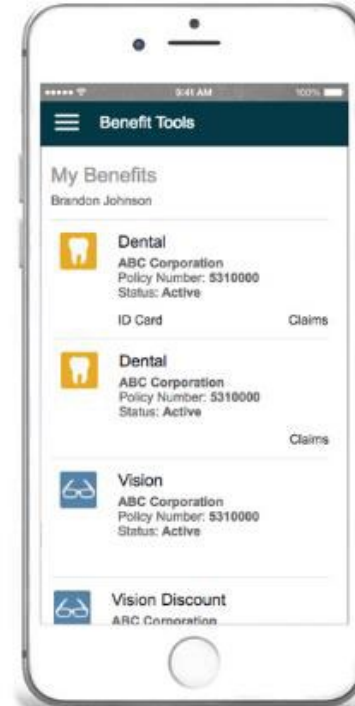 9:41 AM 100%
Benefit Tools
My Benefits
Brandon Johnson
Dental
ABC Corporation
Policy Number: 5310000
Status: Active
ID Card Claims
Dental
ABC Corporation
Policy Number: 5310000
Status: Active
Claims
Vision
ABC Corporation
Policy Number: 5310000
Status: Active
Vision Discount
ABC Corporation